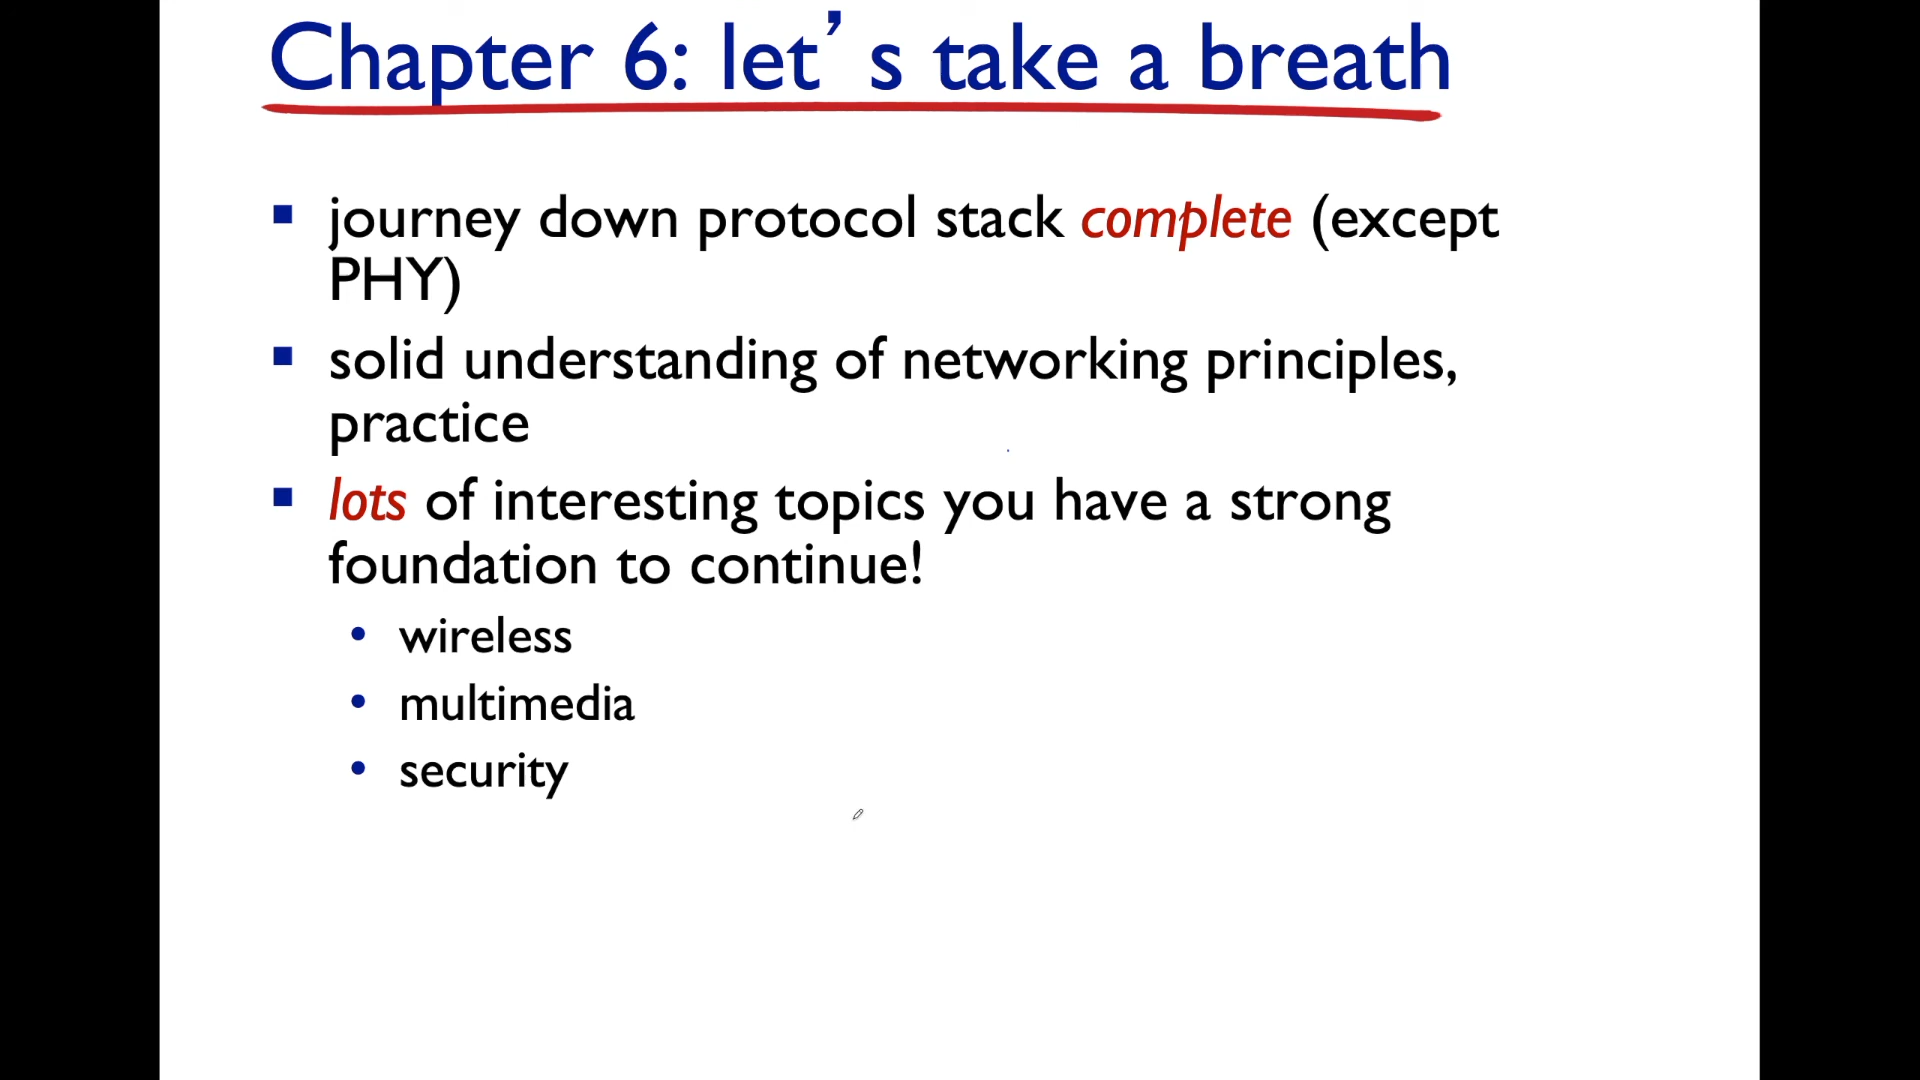 Chapter 6: let’s take a breath
▪ journey down protocol stack complete (except
PHY)
▪ solid understanding of networking principles,
practice
▪ lots of interesting topics you have a strong
foundation to continue!
• wireless
• multimedia
• security